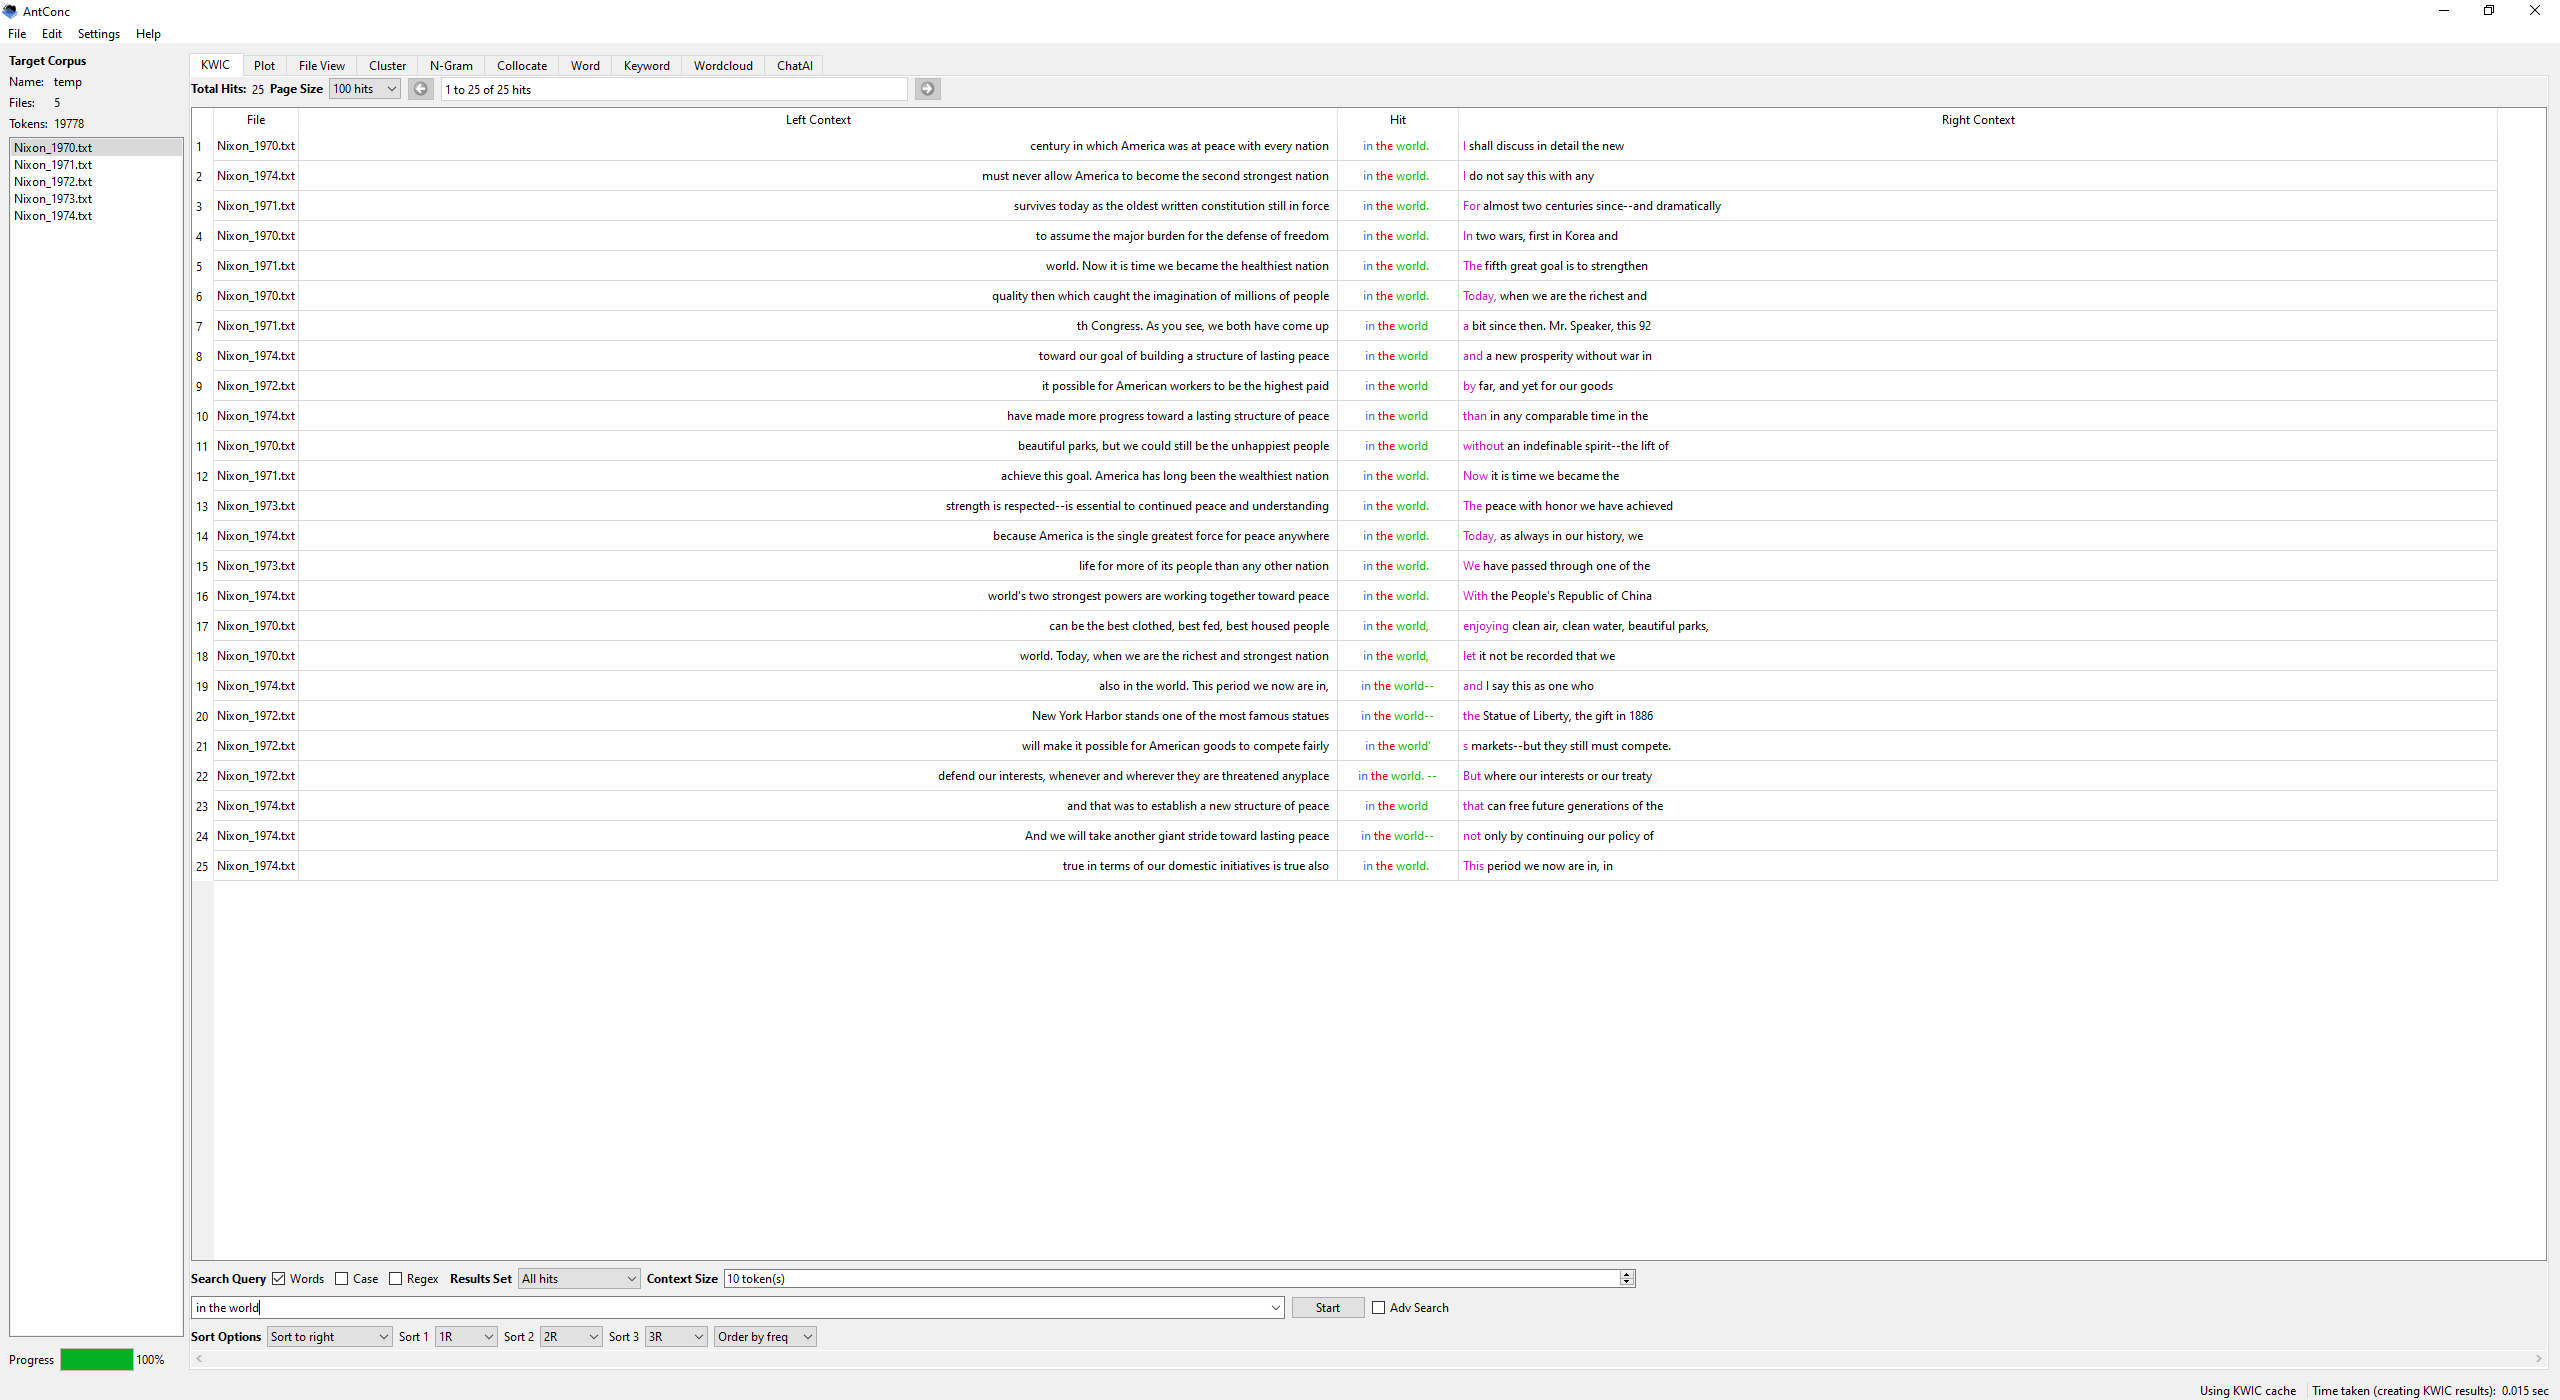 AntConc
File Edit Settings Help
Target Corpus
Name: temp
Files: 5
Tokens: 19778
Nixon_1970.txt
Nixon_1971.txt
Nixon_1972.txt
Nixon_1973.txt
Nixon_1974.txt
Progress 100%
KWIC Plot File View Cluster N-Gram Collocate Word Keyword Wordcloud ChatAI
Total Hits: 25 Page Size 100 hits 1 to 25 of 25 hits
File Left Context Hit Right Context
1 Nixon_1970.txt century in which America was at peace with every nation in the world. I shall discuss in detail the new
2 Nixon_1974.txt must never allow America to become the second strongest nation in the world. I do not say this with any
3 Nixon_1971.txt survives today as the oldest written constitution still in force in the world. For almost two centuries since--and dramatically
4 Nixon_1970.txt to assume the major burden for the defense of freedom in the world. In two wars, first in Korea and
5 Nixon_1971.txt world. Now it is time we became the healthiest nation in the world. The fifth great goal is to strengthen
6 Nixon_1970.txt quality then which caught the imagination of millions of people in the world. Today, when we are the richest and
7 Nixon_1971.txt th Congress. As you see, we both have come up in the world a bit since then. Mr. Speaker, this 92
8 Nixon_1974.txt toward our goal of building a structure of lasting peace in the world and a new prosperity without war in
9 Nixon_1972.txt it possible for American workers to be the highest paid in the world by far, and yet for our goods
10 Nixon_1974.txt have made more progress toward a lasting structure of peace in the world than in any comparable time in the
11 Nixon_1970.txt beautiful parks, but we could still be the unhappiest people in the world without an indefinable spirit--the lift of
12 Nixon_1971.txt achieve this goal. America has long been the wealthiest nation in the world. Now it is time we became the
13 Nixon_1973.txt strength is respected--is essential to continued peace and understanding in the world. The peace with honor we have achieved
14 Nixon_1974.txt because America is the single greatest force for peace anywhere in the world. Today, as always in our history, we
15 Nixon_1973.txt life for more of its people than any other nation in the world. We have passed through one of the
16 Nixon_1974.txt world's two strongest powers are working together toward peace in the world. With the People's Republic of China
17 Nixon_1970.txt can be the best clothed, best fed, best housed people in the world, enjoying clean air, clean water, beautiful parks,
18 Nixon_1970.txt world. Today, when we are the richest and strongest nation in the world, let it not be recorded that we
19 Nixon_1974.txt also in the world. This period we now are in, in the world-- and I say this as one who
20 Nixon_1972.txt New York Harbor stands one of the most famous statues in the world-- the Statue of Liberty, the gift in 1886
21 Nixon_1972.txt will make it possible for American goods to compete fairly in the world' s markets--but they still must compete.
22 Nixon_1972.txt defend our interests, whenever and wherever they are threatened anyplace in the world. -- But where our interests or our treaty
23 Nixon_1974.txt and that was to establish a new structure of peace in the world that can free future generations of the
24 Nixon_1974.txt And we will take another giant stride toward lasting peace in the world-- not only by continuing our policy of
25 Nixon_1974.txt true in terms of our domestic initiatives is true also in the world. This period we now are in, in
Search Query Words Case Regex Results Set All hits Context Size 10 token(s)
in the world Start Adv Search
Sort Options Sort to right Sort 1 1R Sort 2 2R Sort 3 3R Order by freq
Using KWIC cache Time taken (creating KWIC results): 0.015 sec